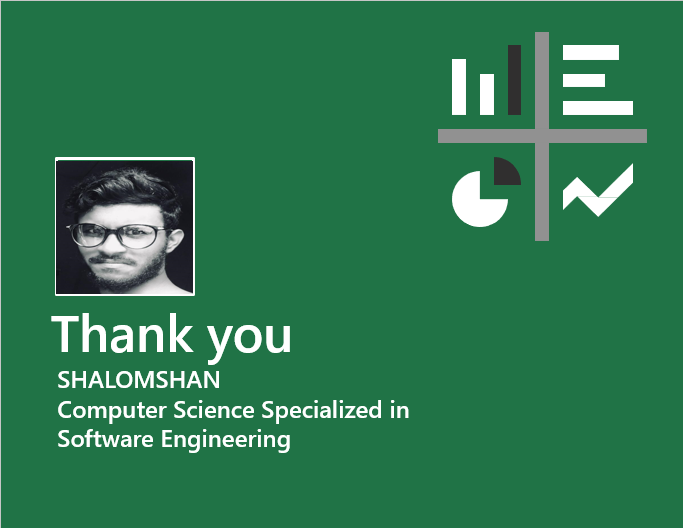 Thank you
SHALOMSHAN
Computer Science Specialized in
Software Engineering